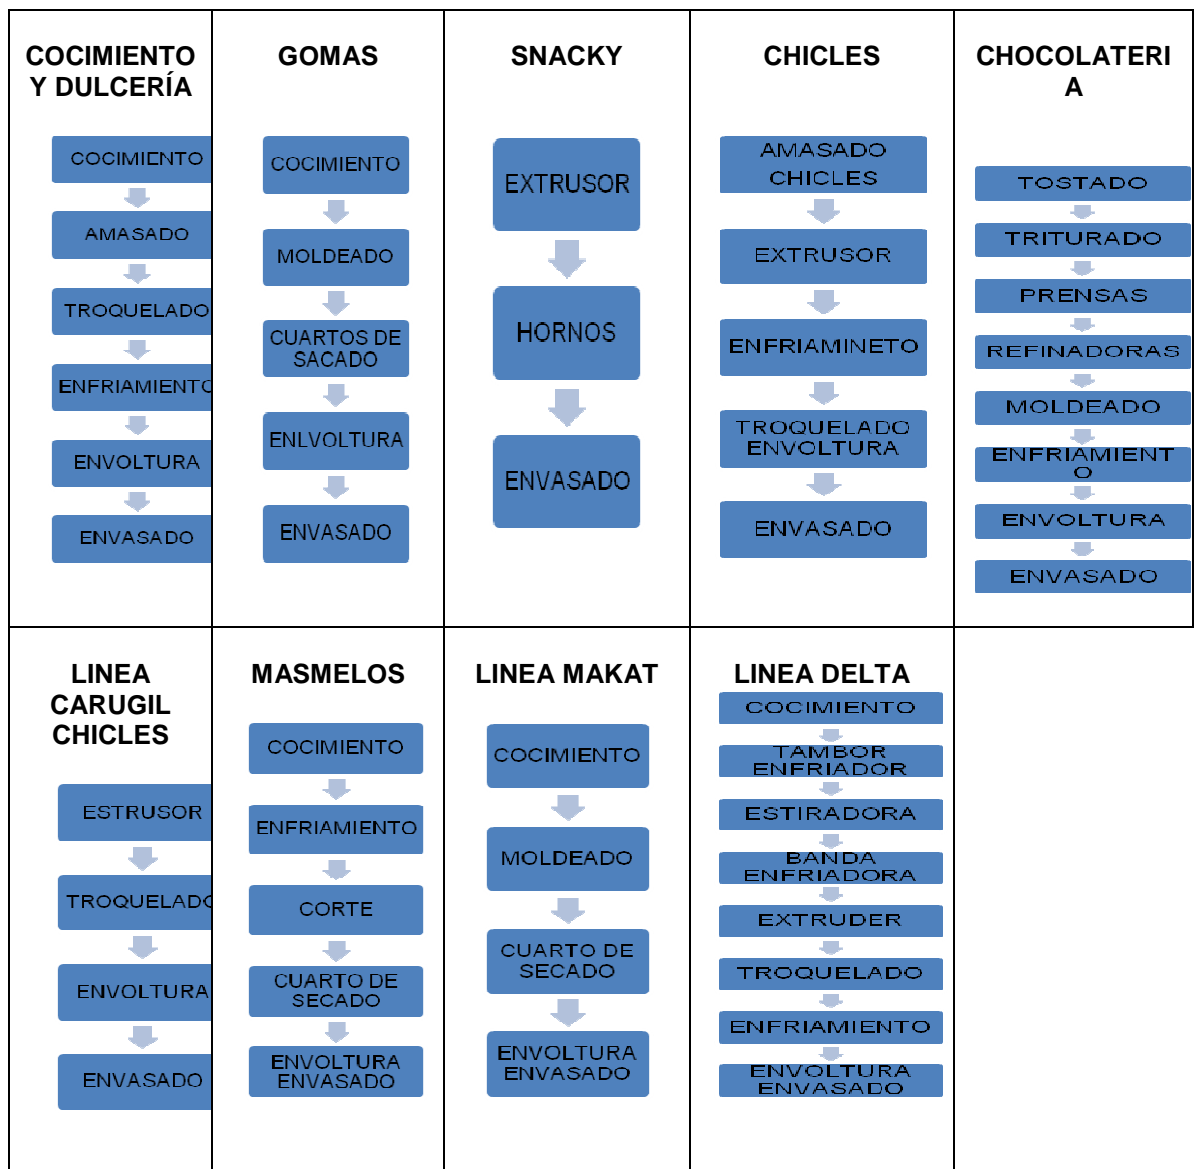 COCIMIENTO
Y DULCERÍA
COCIMIENTO
AMASADO
TROQUELADO
ENFRIAMIENTO
ENVOLTURA
ENVASADO
GOMAS
COCIMIENTO
MOLDEADO
CUARTOS DE
SACADO
ENLVOLTURA
ENVASADO
SNACKY
EXTRUSOR
HORNOS
ENVASADO
CHICLES
AMASADO
CHICLES
EXTRUSOR
ENFRIAMINETO
TROQUELADO
ENVOLTURA
ENVASADO
CHOCOLATERI
A
TOSTADO
TRITURADO
PRENSAS
REFINADORAS
MOLDEADO
ENFRIAMIENT
O
ENVOLTURA
ENVASADO
LINEA
CARUGIL
CHICLES
ESTRUSOR
TROQUELADO
ENVOLTURA
ENVASADO
MASMELOS
COCIMIENTO
ENFRIAMIENTO
CORTE
CUARTO DE
SECADO
ENVOLTURA
ENVASADO
LINEA MAKAT
COCIMIENTO
MOLDEADO
CUARTO DE
SECADO
ENVOLTURA
ENVASADO
LINEA DELTA
COCIMIENTO
TAMBOR
ENFRIADOR
ESTIRADORA
BANDA
ENFRIADORA
EXTRUDER
TROQUELADO
ENFRIAMIENTO
ENVOLTURA
ENVASADO